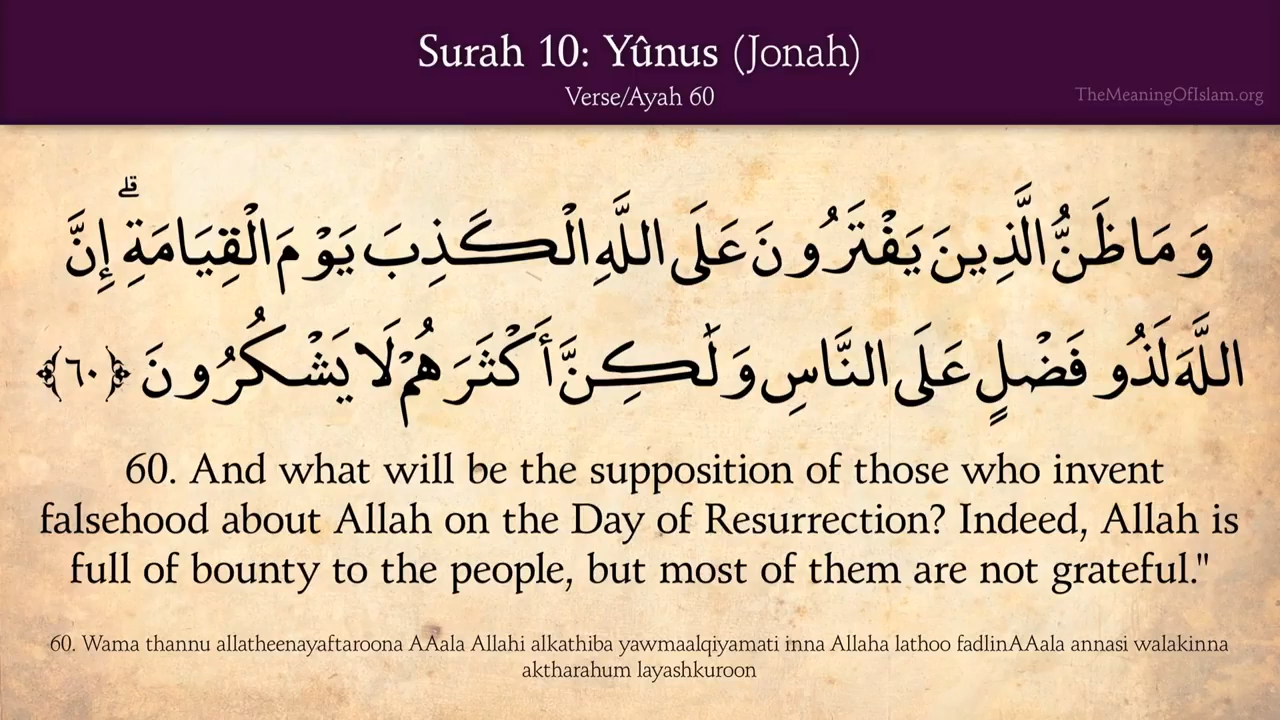 Surah 10: Yûnus (Jonah)
Verse/Ayah 60
TheMeaningOfIslam.org
وَمَا ظَنُّ الَّذِينَ يَفْتَرُونَ عَلَى اللَّهِ الْكَذِبَ يَوْمَ الْقِيَامَةِ ۗ إِنَّ
اللَّهَ لَذُو فَضْلٍ عَلَى النَّاسِ وَلَٰكِنَّ أَكْثَرَهُمْ لَا يَشْكُرُونَ ﴿٦٠﴾
60. And what will be the supposition of those who invent
falsehood about Allah on the Day of Resurrection? Indeed, Allah is
full of bounty to the people, but most of them are not grateful."
60. Wama thannu allatheenayaftaroona AAala Allahi alkathiba yawmaalqiyamati inna Allaha lathoo fadlinAAala annasi walakinna
aktharahum layashkuroon